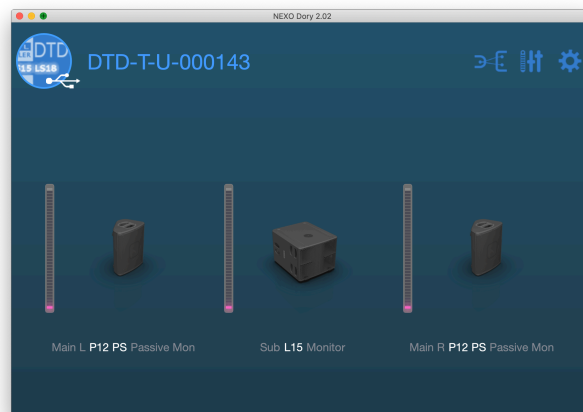 NEXO Dory 2.02
DTD
S15 LS18
DTD-T-U-000143
Main L P12 PS Passive Mon
Sub L15 Monitor
Main R P12 PS Passive Mon